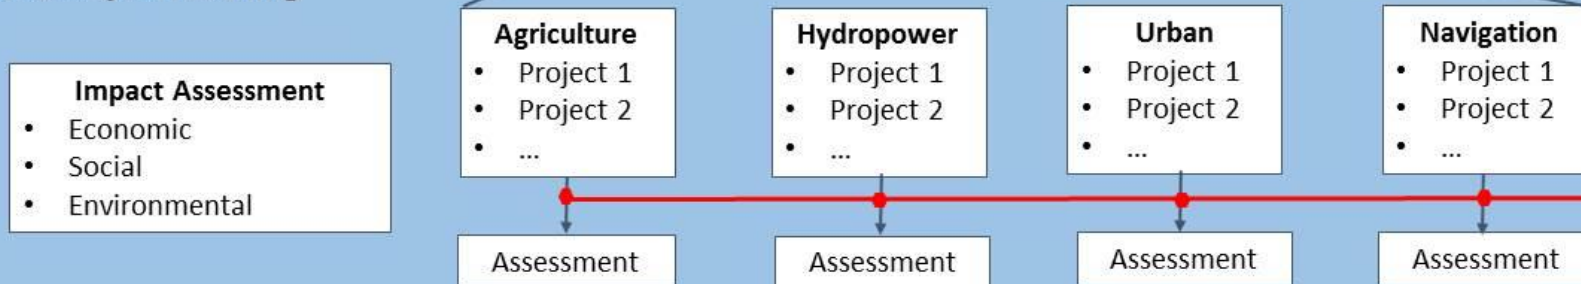 Impact Assessment
• Economic
• Social
• Environmental
Agriculture
• Project 1
• Project 2
• ...
Hydropower
• Project 1
• Project 2
• ...
Urban
• Project 1
• Project 2
• ...
Navigation
• Project 1
• Project 2
• ...
Assessment
Assessment
Assessment
Assessment